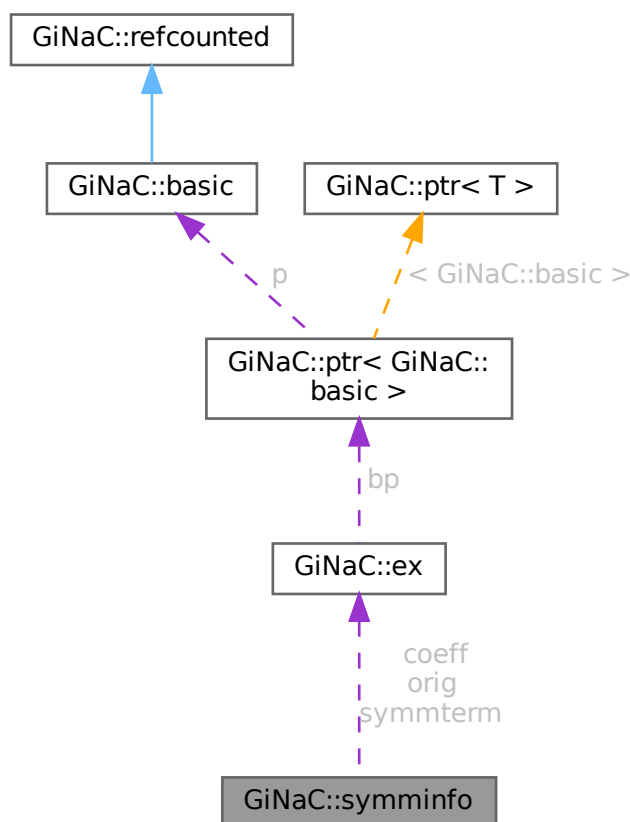 GiNaC::refcounted
GiNaC::basic
GiNaC::ptr< T >
p
< GiNaC::basic >
GiNaC::ptr< GiNaC::
basic >
bp
GiNaC::ex
coeff
orig
symmterm
GiNaC::symminfo